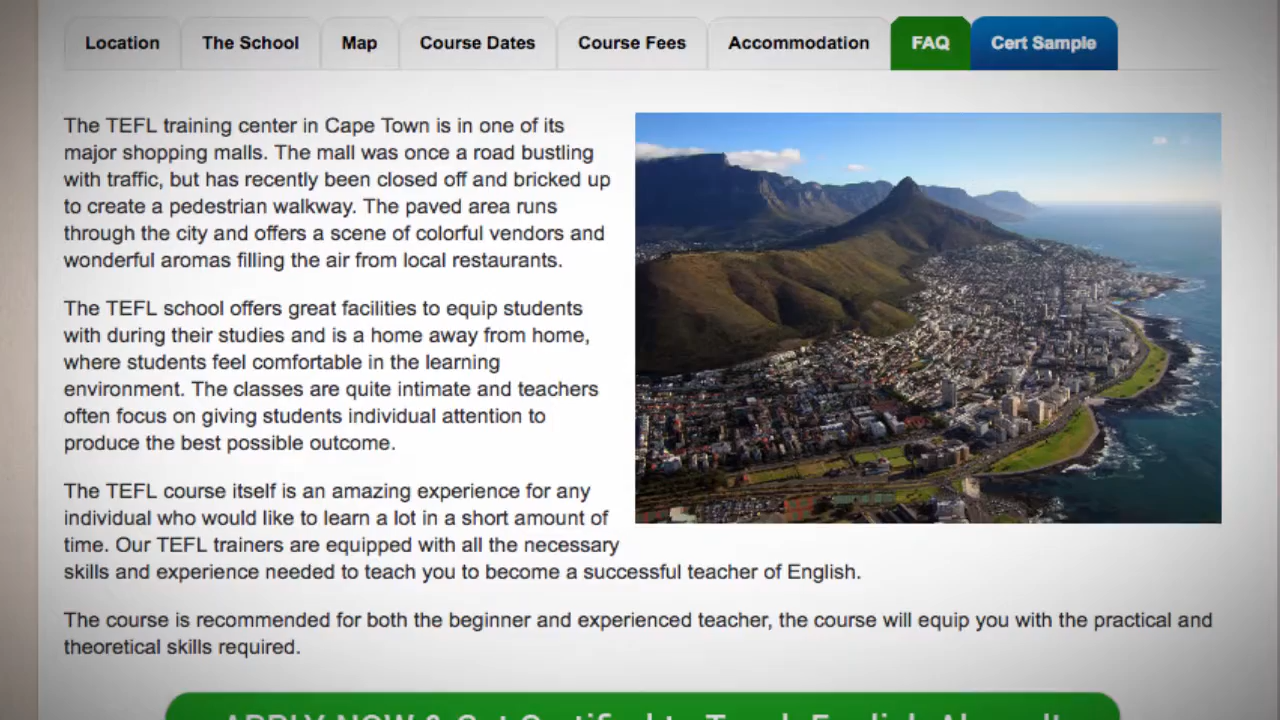 Location The School Map Course Dates Course Fees Accommodation FAQ Cert Sample
The TEFL training center in Cape Town is in one of its
major shopping malls. The mall was once a road bustling
with traffic, but has recently been closed off and bricked up
to create a pedestrian walkway. The paved area runs
through the city and offers a scene of colorful vendors and
wonderful aromas filling the air from local restaurants.
The TEFL school offers great facilities to equip students
with during their studies and is a home away from home,
where students feel comfortable in the learning
environment. The classes are quite intimate and teachers
often focus on giving students individual attention to
produce the best possible outcome.
The TEFL course itself is an amazing experience for any
individual who would like to learn a lot in a short amount of
time. Our TEFL trainers are equipped with all the necessary
skills and experience needed to teach you to become a successful teacher of English.
The course is recommended for both the beginner and experienced teacher, the course will equip you with the practical and
theoretical skills required.
APPLY NOW & Get Certified to Teach English Abroad!